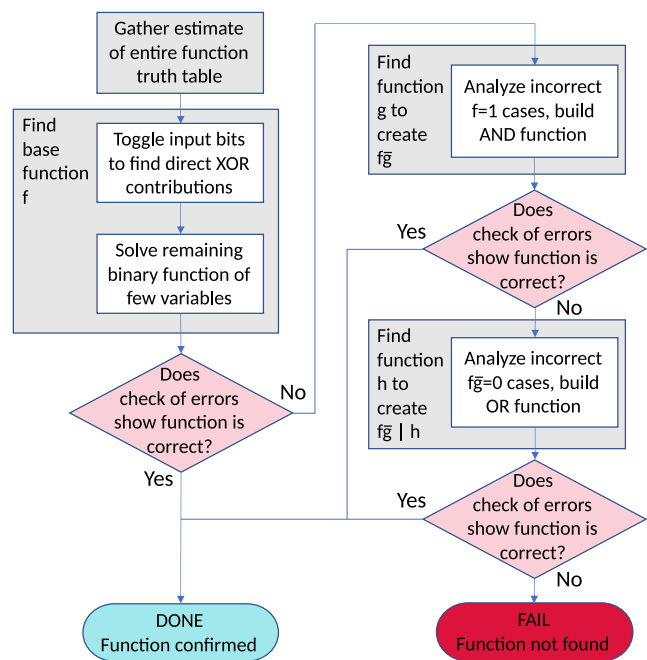 Gather estimate
of entire function
truth table
Find
base
function
f
Toggle input bits
to find direct XOR
contributions
Solve remaining
binary function of
few variables
Does
check of errors
show function is
correct?
No
Yes
Find
function
g to
create
fḡ
Analyze incorrect
f=1 cases, build
AND function
Does
check of errors
show function is
correct?
Yes
No
Find
function
h to
create
fḡ | h
Analyze incorrect
fḡ=0 cases, build
OR function
Does
check of errors
show function is
correct?
Yes
No
DONE
Function confirmed
FAIL
Function not found